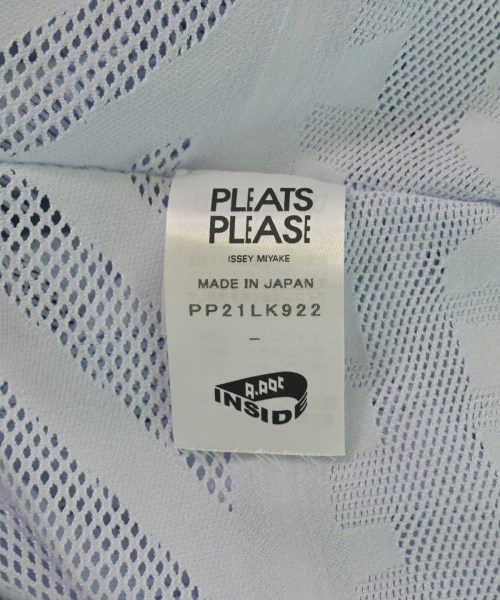 PLEATS
PLEASE
ISSEY MIYAKE
MADE IN JAPAN
PP21LK922
–
A-POC
INSIDE